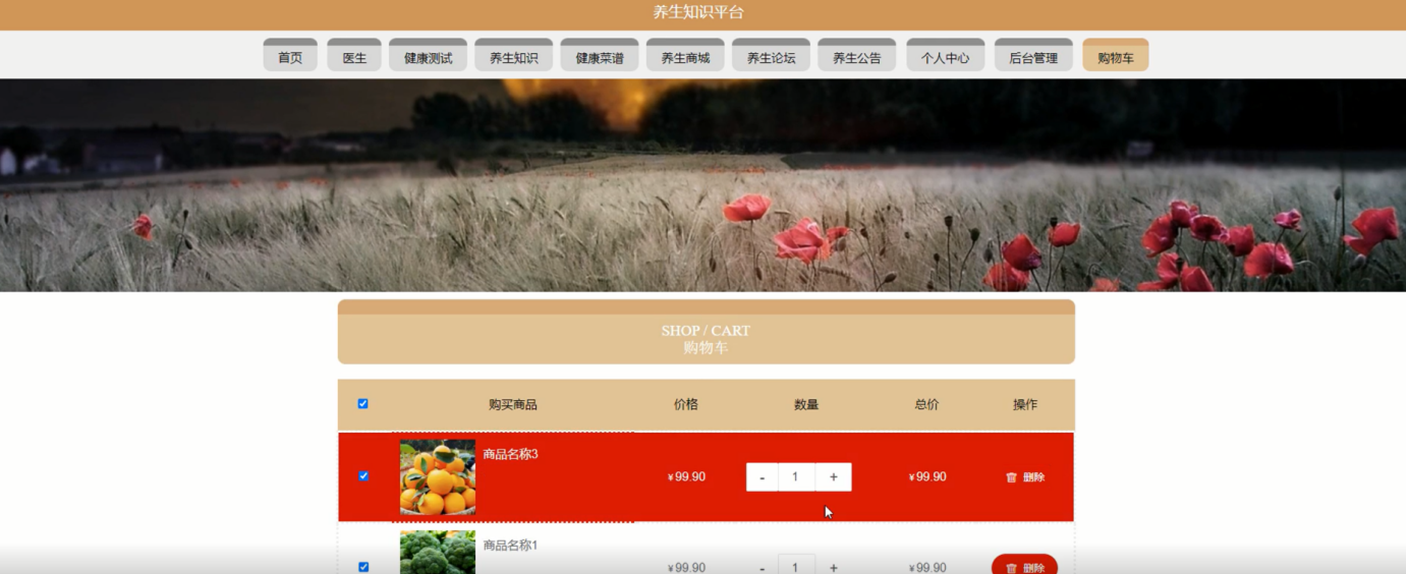 养生知识平台
首页 医生 健康测试 养生知识 健康菜谱 养生商城 养生论坛 养生公告 个人中心 后台管理 购物车
SHOP / CART
购物车
购买商品 价格 数量 总价 操作
商品名称3
¥99.90 - 1 + ¥99.90 删除
商品名称1
¥99.90 - 1 + ¥99.90 删除